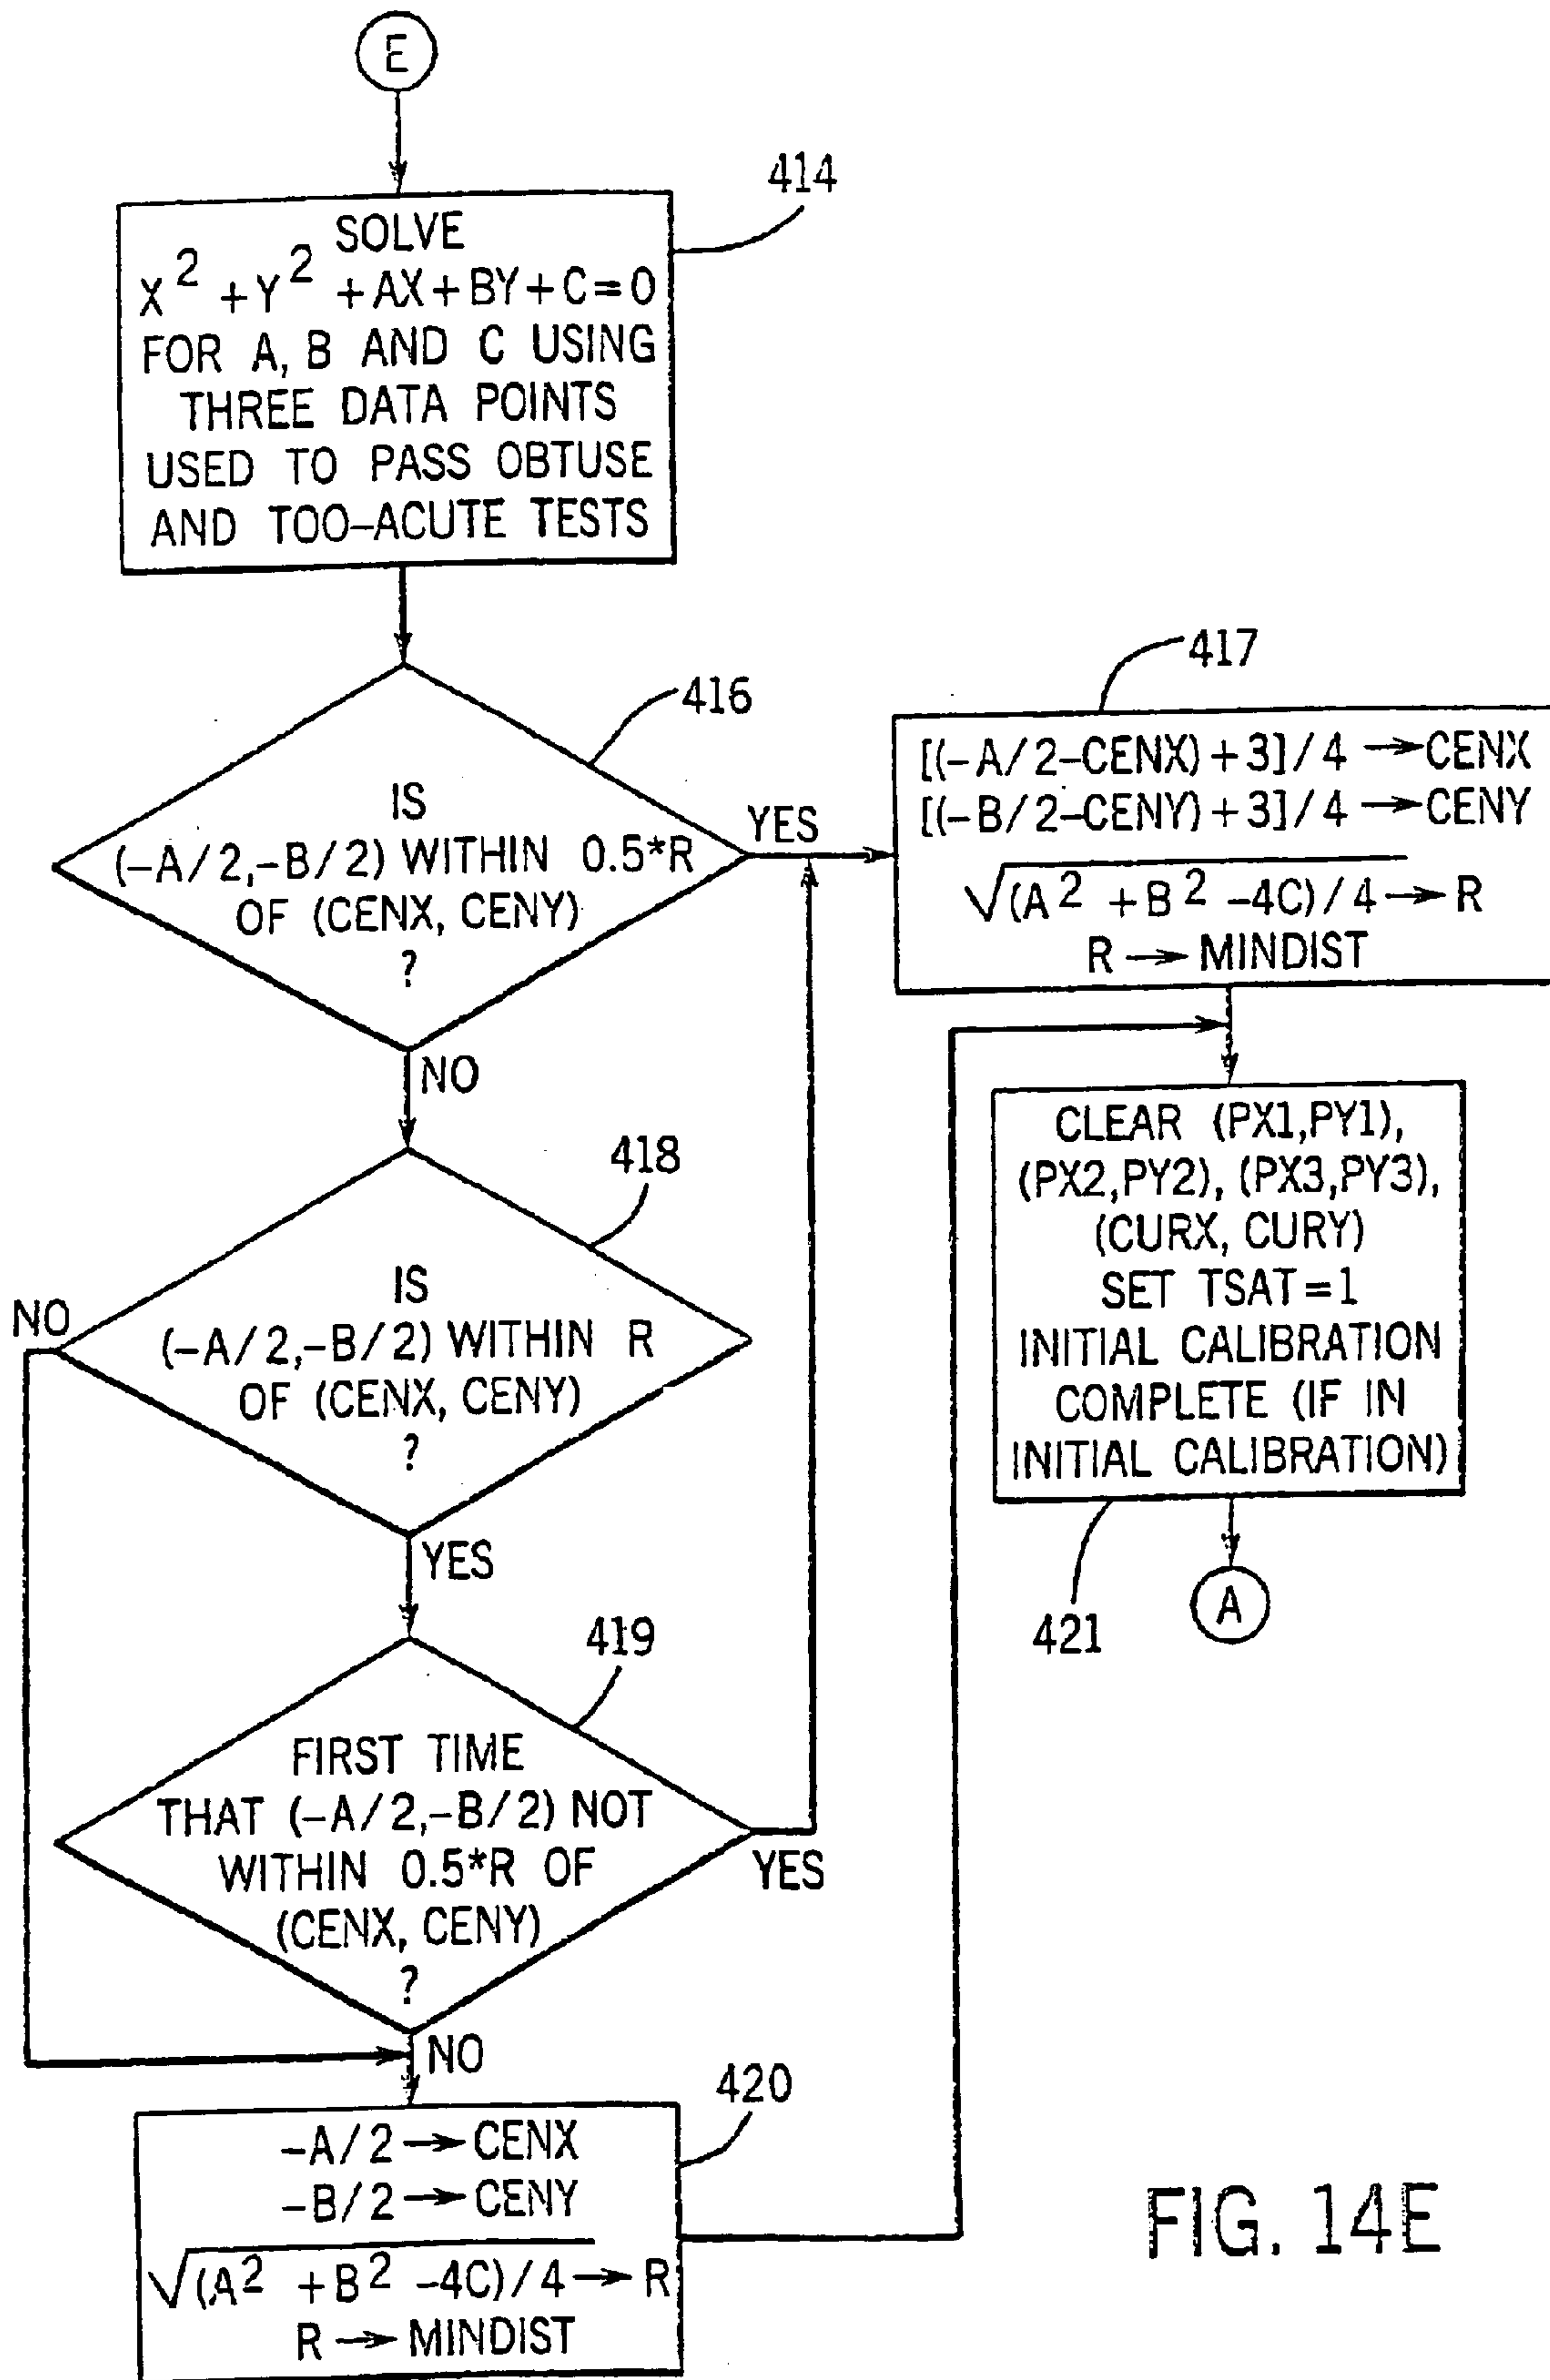 E
414
SOLVE
X² +Y² +AX+BY+C=0
FOR A, B AND C USING
THREE DATA POINTS
USED TO PASS OBTUSE
AND TOO-ACUTE TESTS
416
IS
(-A/2,-B/2) WITHIN 0.5*R
OF (CENX, CENY)
?
YES
NO
417
[(-A/2-CENX)+3]/4 → CENX
[(-B/2-CENY)+3]/4 → CENY
√(A² +B² -4C)/4 → R
R → MINDIST
418
IS
(-A/2,-B/2) WITHIN R
OF (CENX, CENY)
?
NO
YES
CLEAR (PX1,PY1),
(PX2,PY2), (PX3,PY3),
(CURX, CURY)
SET TSAT=1
INITIAL CALIBRATION
COMPLETE (IF IN
INITIAL CALIBRATION)
421
A
419
FIRST TIME
THAT (-A/2,-B/2) NOT
WITHIN 0.5*R OF
(CENX, CENY)
?
YES
NO
420
-A/2 → CENX
-B/2 → CENY
√(A² +B² -4C)/4 → R
R → MINDIST
FIG. 14E